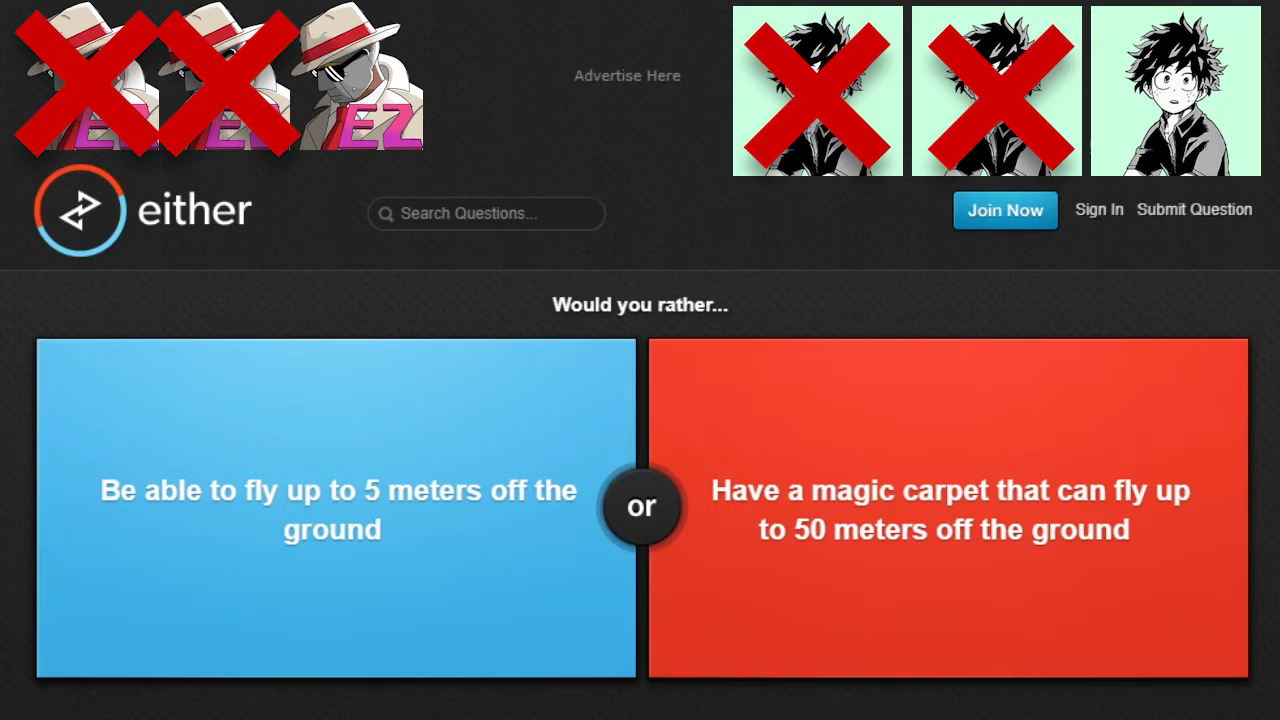 EZ
EZ
EZ
Advertise Here
either
Search Questions...
Join Now
Sign In
Submit Question
Would you rather...
Be able to fly up to 5 meters off the
ground
or
Have a magic carpet that can fly up
to 50 meters off the ground